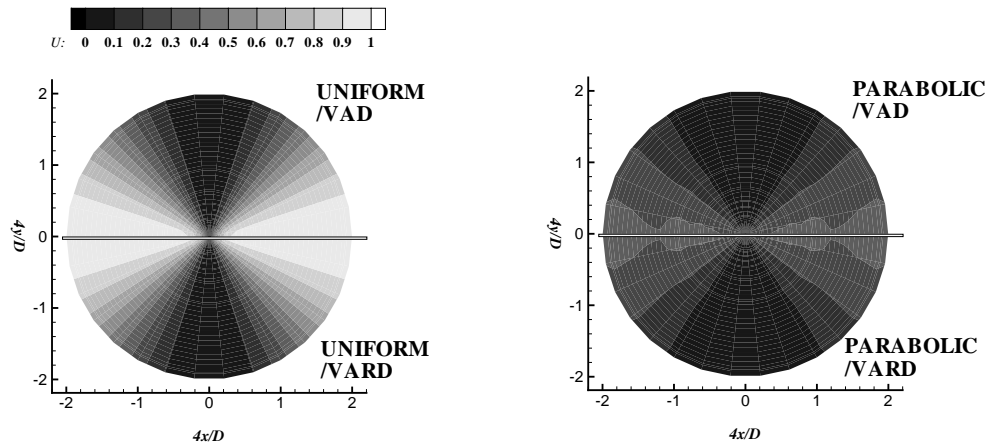 U: 0 0.1 0.2 0.3 0.4 0.5 0.6 0.7 0.8 0.9 1
UNIFORM
/VAD
2
1
0
-1
-2
4y/D
UNIFORM
/VARD
-2 -1 0 1 2
4x/D
PARABOLIC
/VAD
2
1
0
-1
-2
4y/D
PARABOLIC
/VARD
-2 -1 0 1 2
4x/D